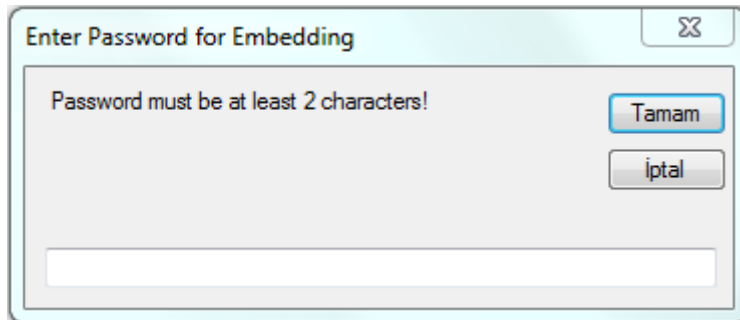 Enter Password for Embedding
Password must be at least 2 characters!
Tamam
İptal